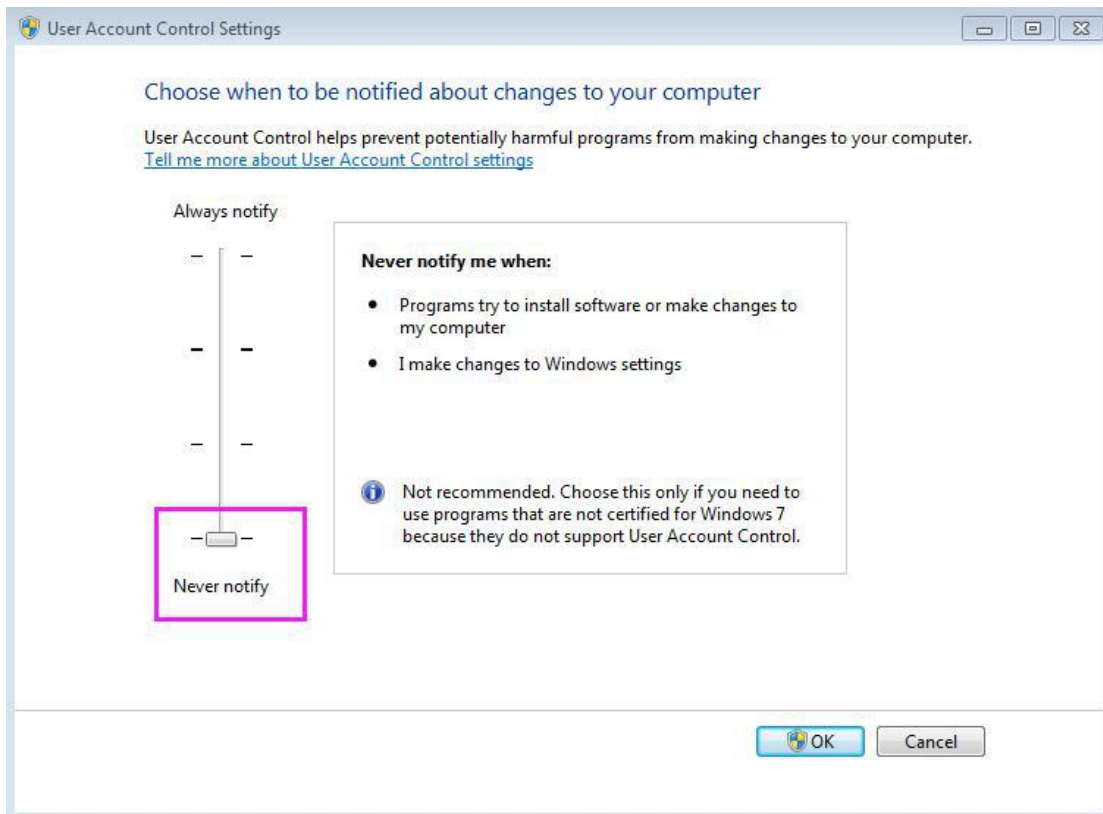 User Account Control Settings
Choose when to be notified about changes to your computer
User Account Control helps prevent potentially harmful programs from making changes to your computer.
Tell me more about User Account Control settings
Always notify
Never notify me when:
• Programs try to install software or make changes to
my computer
• I make changes to Windows settings
Not recommended. Choose this only if you need to
use programs that are not certified for Windows 7
because they do not support User Account Control.
Never notify
OK
Cancel